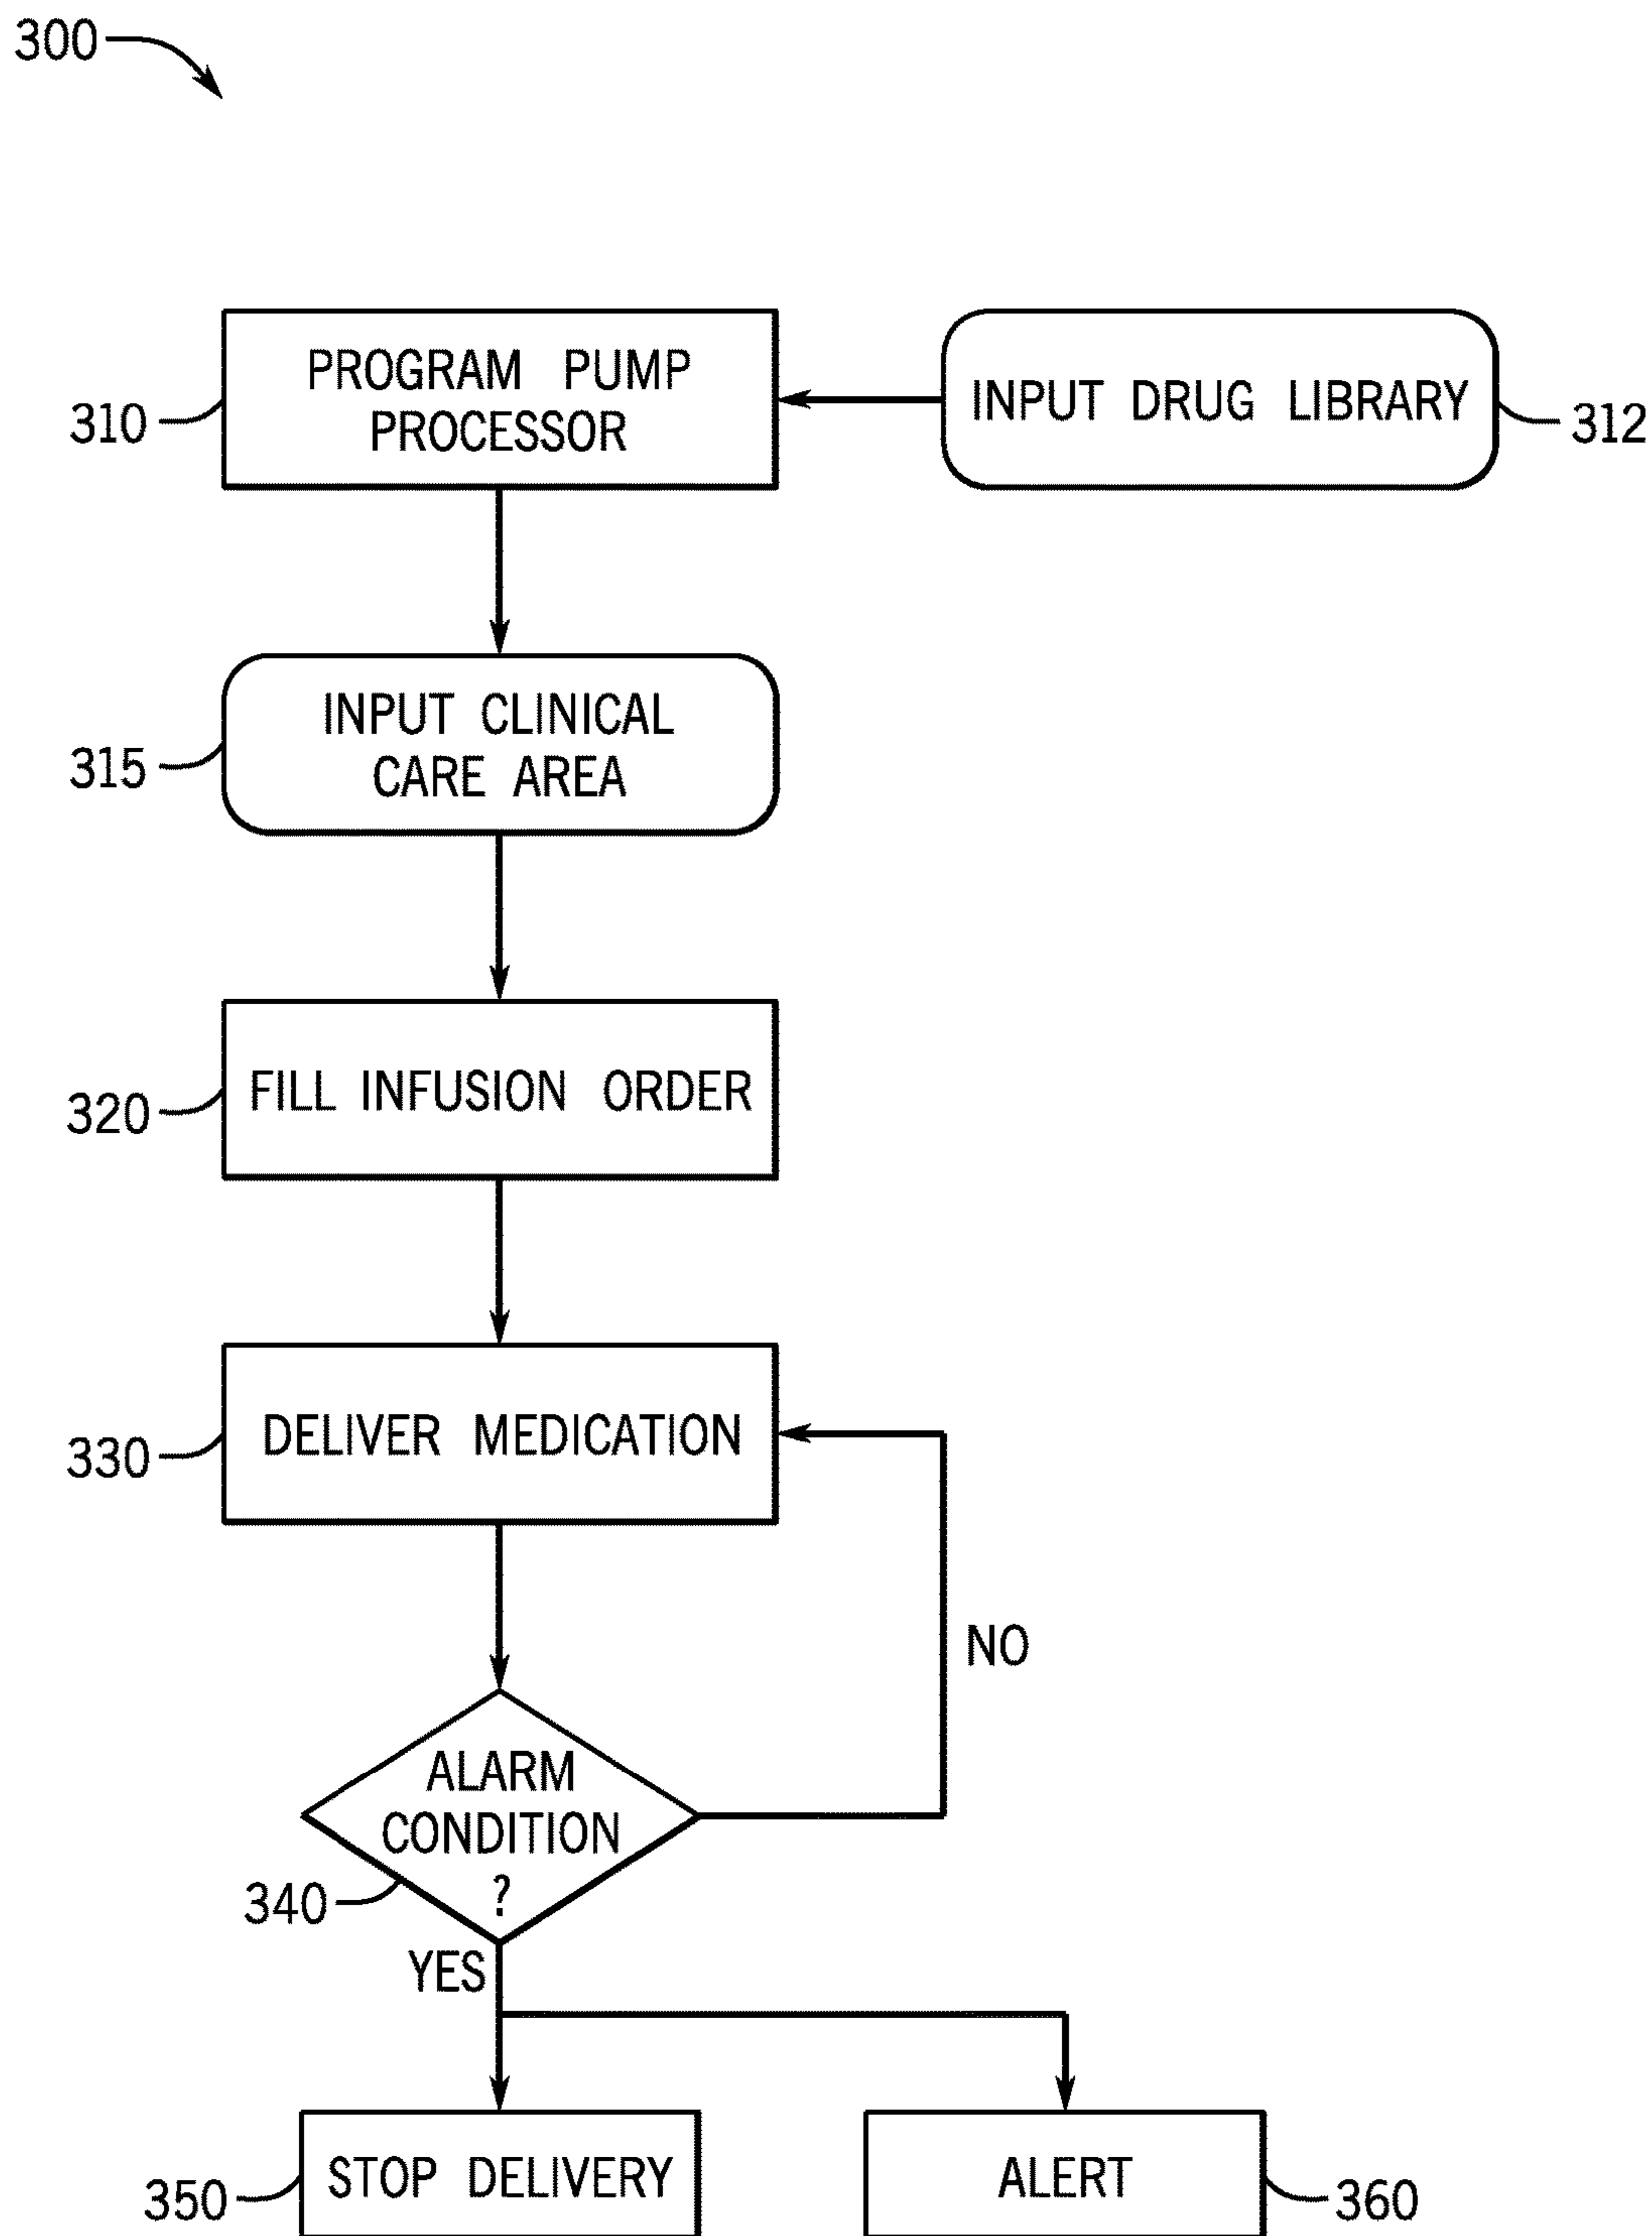 300
PROGRAM PUMP
PROCESSOR
310
INPUT DRUG LIBRARY
312
INPUT CLINICAL
CARE AREA
315
FILL INFUSION ORDER
320
DELIVER MEDICATION
330
NO
ALARM
CONDITION
?
340
YES
STOP DELIVERY
350
ALERT
360